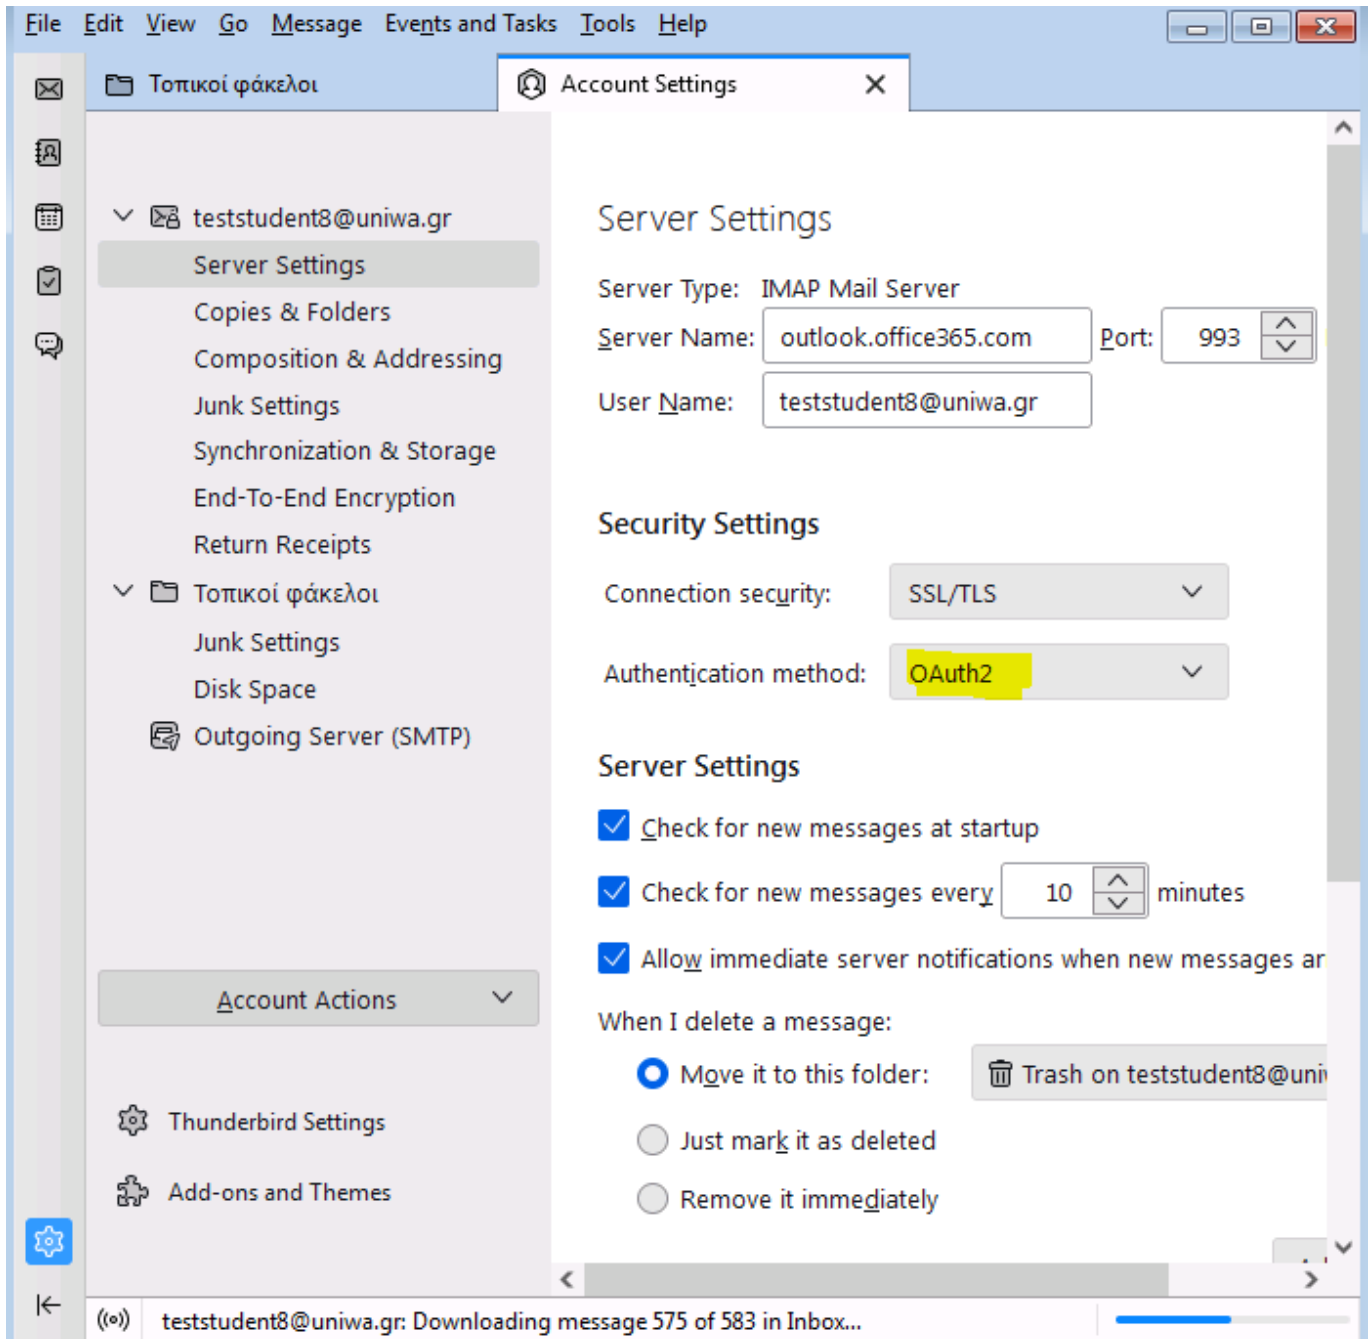 File Edit View Go Message Events and Tasks Tools Help
Τοπικοί φάκελοι
Account Settings
teststudent8@uniwa.gr
Server Settings
Copies & Folders
Composition & Addressing
Junk Settings
Synchronization & Storage
End-To-End Encryption
Return Receipts
Τοπικοί φάκελοι
Junk Settings
Disk Space
Outgoing Server (SMTP)
Account Actions
Thunderbird Settings
Add-ons and Themes
Server Settings
Server Type: IMAP Mail Server
Server Name: outlook.office365.com Port: 993
User Name: teststudent8@uniwa.gr
Security Settings
Connection security: SSL/TLS
Authentication method: OAuth2
Server Settings
Check for new messages at startup
Check for new messages every 10 minutes
Allow immediate server notifications when new messages ar
When I delete a message:
Move it to this folder: Trash on teststudent8@uni
Just mark it as deleted
Remove it immediately
teststudent8@uniwa.gr: Downloading message 575 of 583 in Inbox...